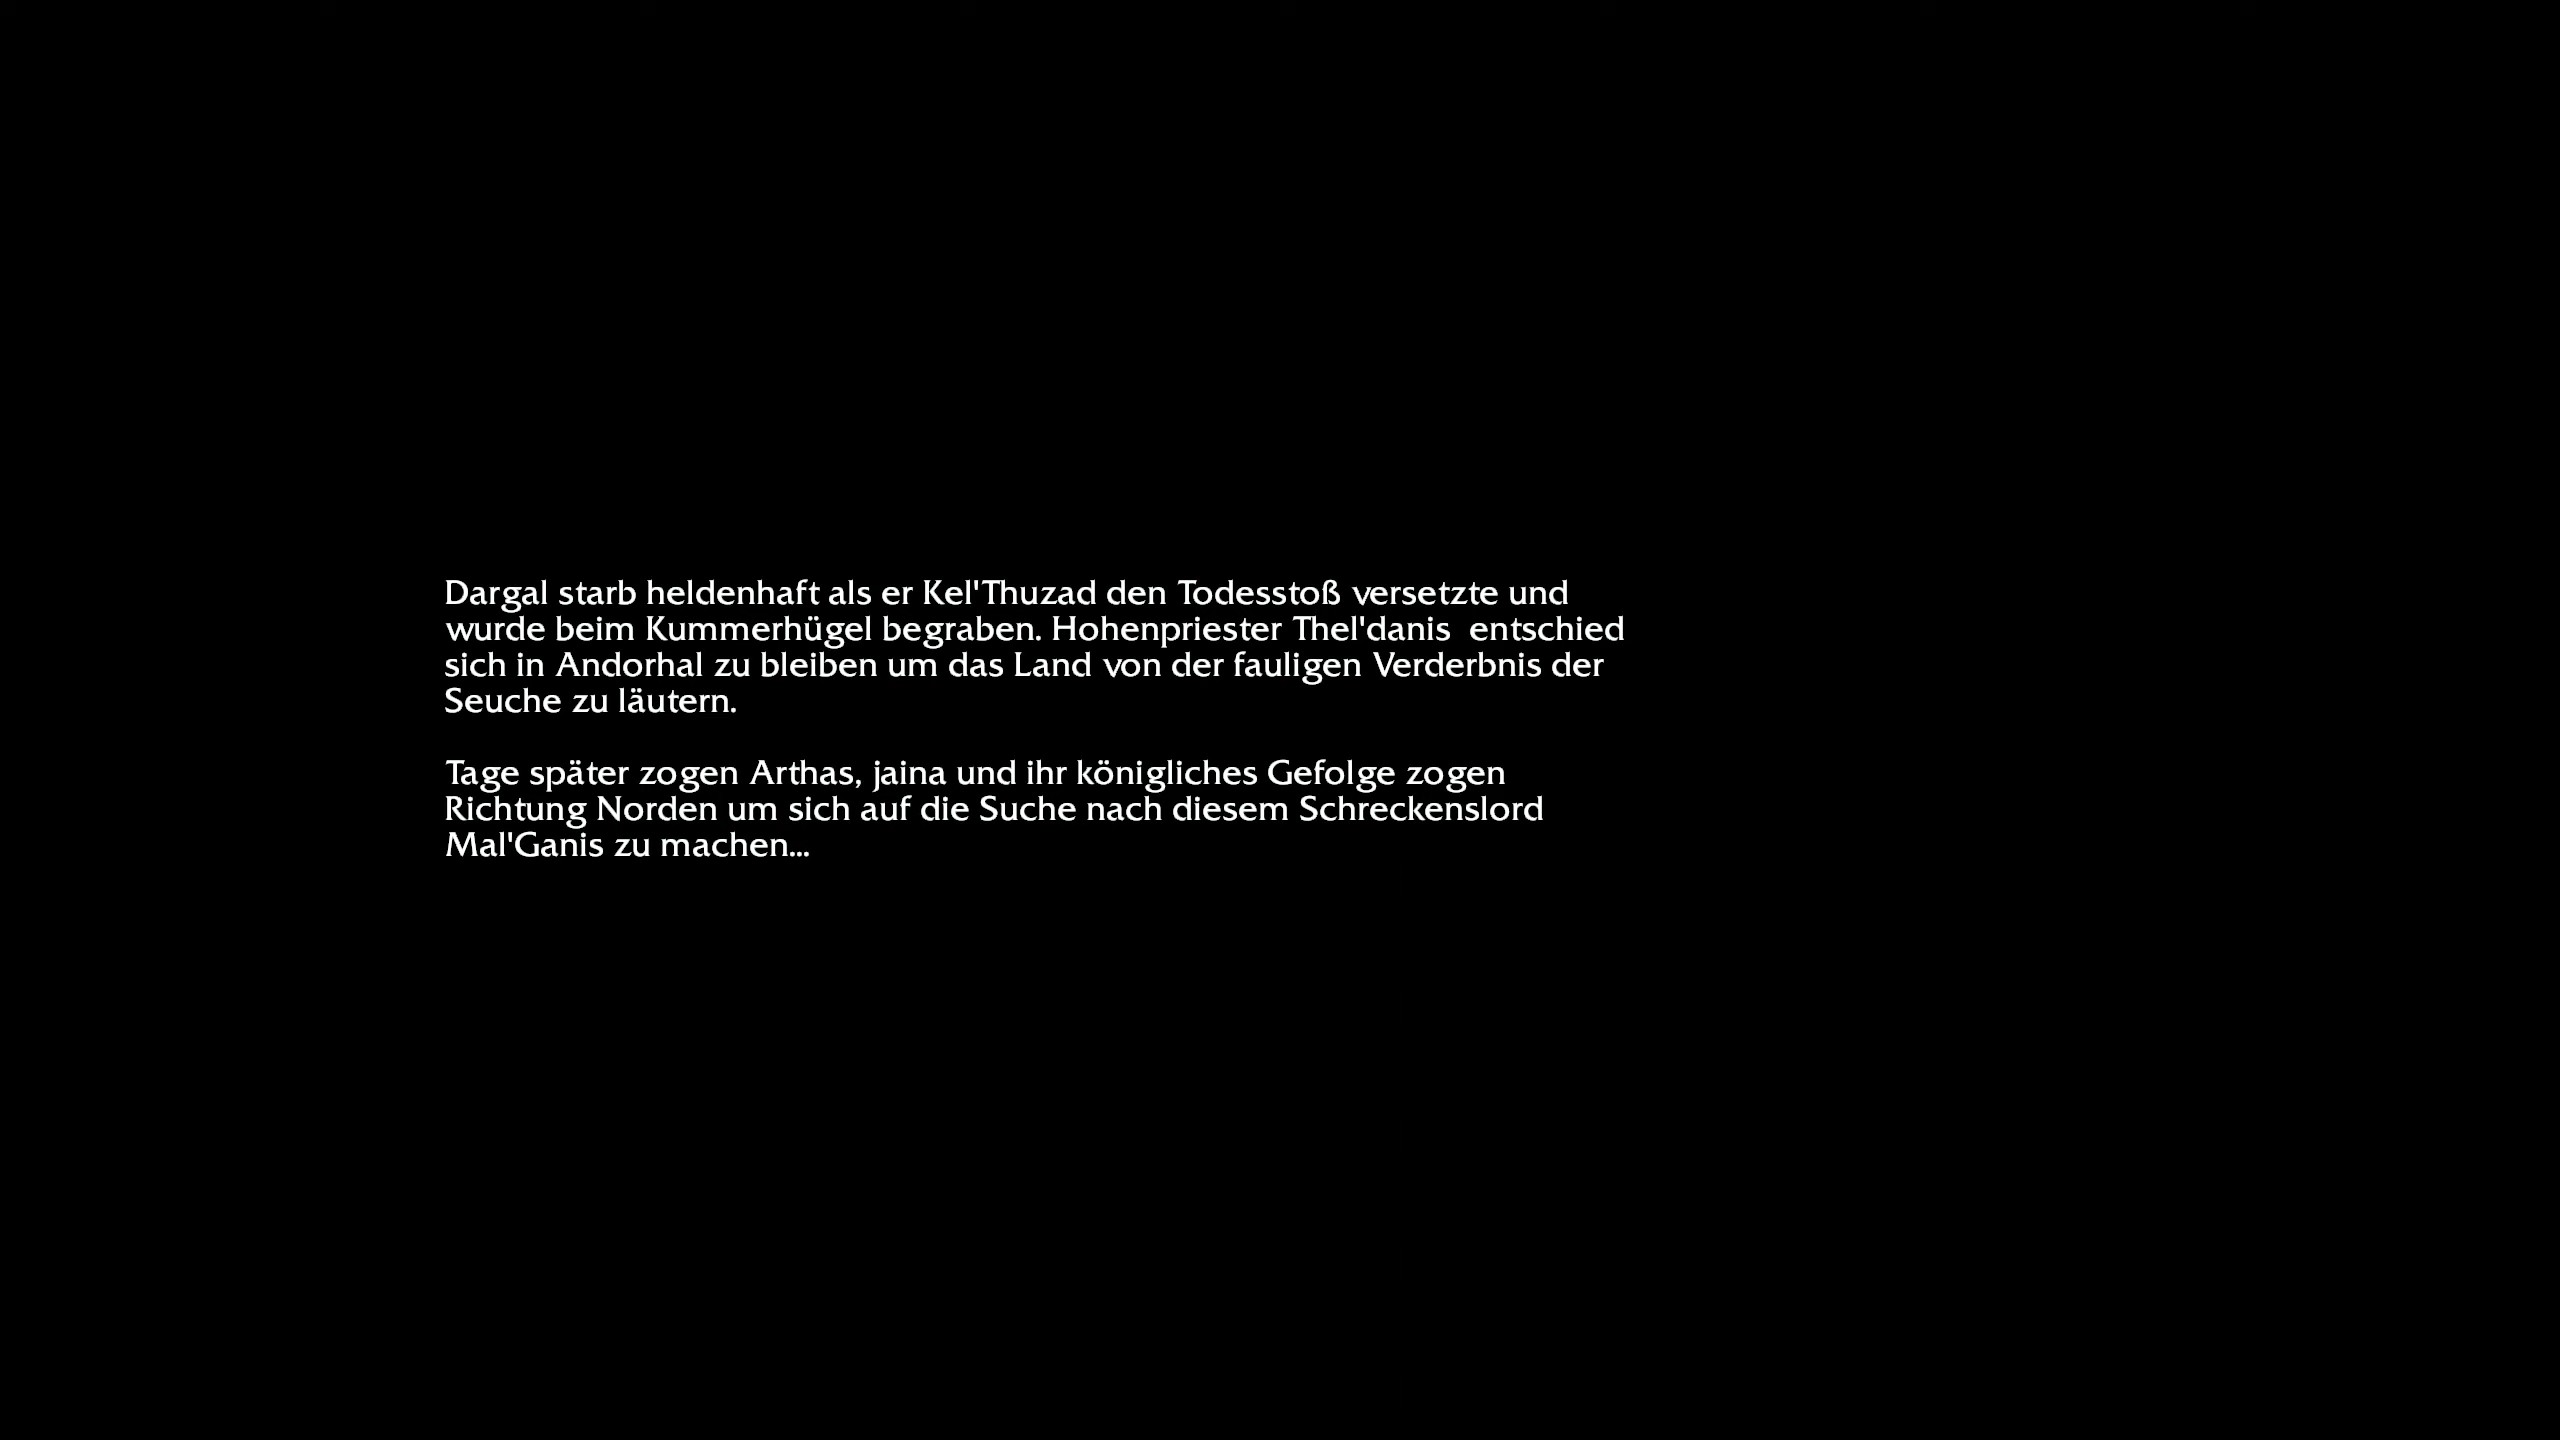 Dargal starb heldenhaft als er Kel'Thuzad den Todesstoß versetzte und
wurde beim Kummerhügel begraben. Hohenpriester Thel'danis  entschied
sich in Andorhal zu bleiben um das Land von der fauligen Verderbnis der
Seuche zu läutern.
Tage später zogen Arthas, jaina und ihr königliches Gefolge zogen
Richtung Norden um sich auf die Suche nach diesem Schreckenslord
Mal'Ganis zu machen...